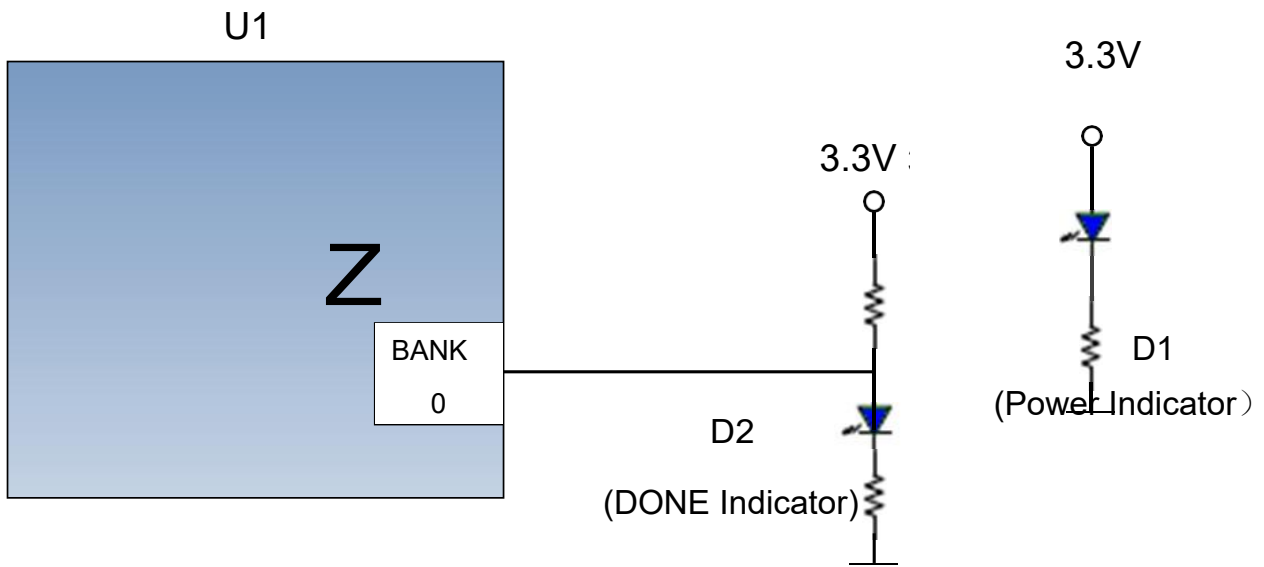 U1
3.3V
3.3V
Z
BANK
0
D1
(Power Indicator）
D2
(DONE Indicator)